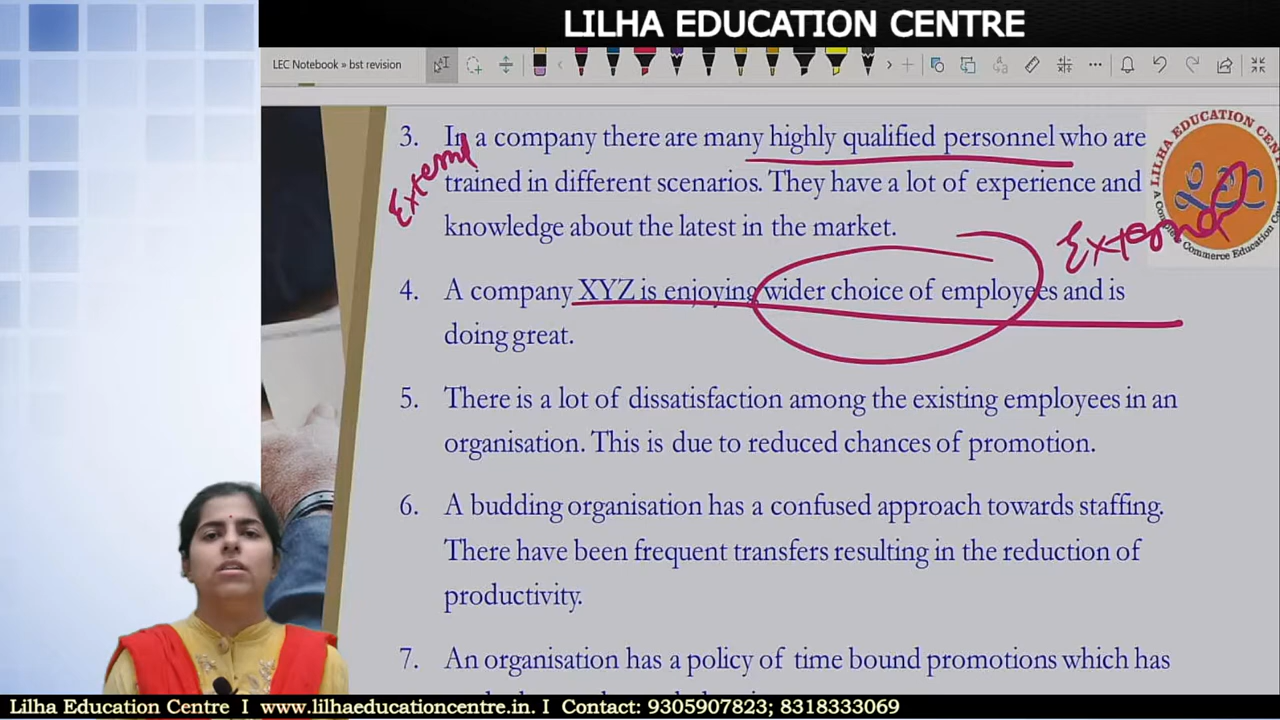 LILHA EDUCATION CENTRE
LEC Notebook » bst revision
3. In a company there are many highly qualified personnel who are
trained in different scenarios. They have a lot of experience and
knowledge about the latest in the market.
External
External
4. A company XYZ is enjoying wider choice of employees and is
doing great.
5. There is a lot of dissatisfaction among the existing employees in an
organisation. This is due to reduced chances of promotion.
6. A budding organisation has a confused approach towards staffing.
There have been frequent transfers resulting in the reduction of
productivity.
7. An organisation has a policy of time bound promotions which has
LILHA EDUCATION CENTRE
LEC
Lilha Education Centre I www.lilhaeducationcentre.in. I Contact: 9305907823; 8318333069